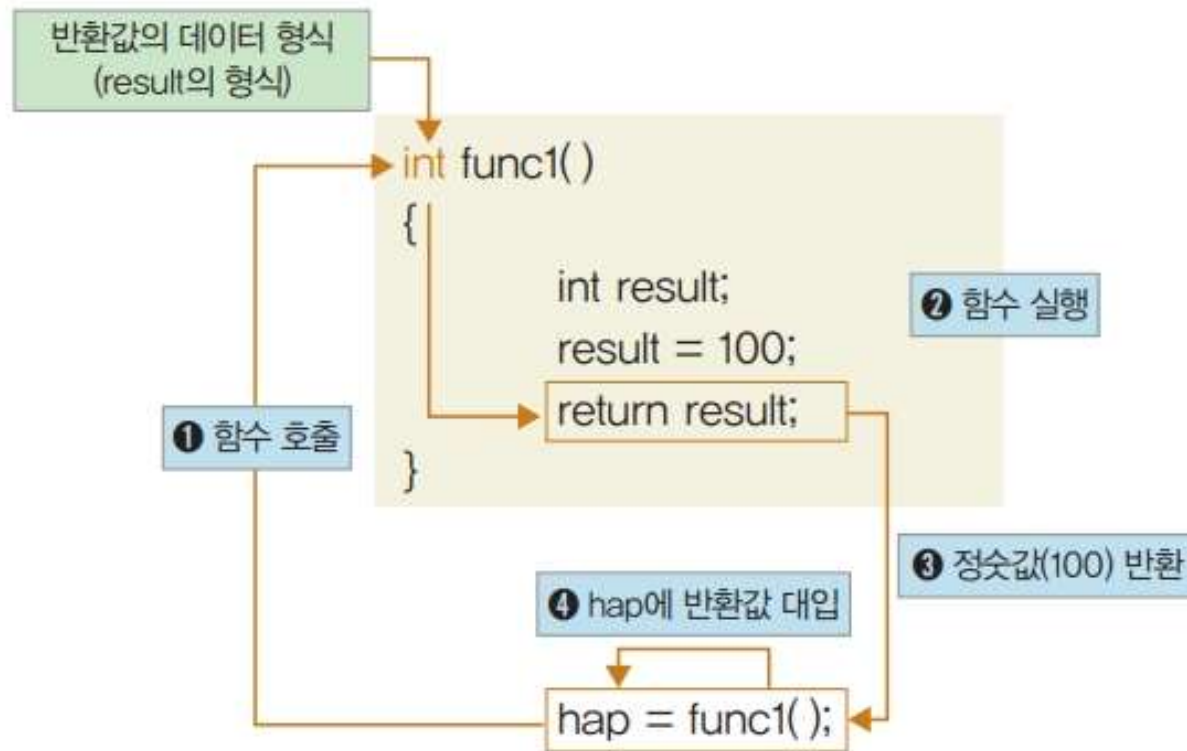 반환값의 데이터 형식
(result의 형식)
int func1( )
{
int result;
❷ 함수 실행
result = 100;
return result;
❶ 함수 호출
}
❸ 정숫값(100) 반환
❹ hap에 반환값 대입
hap = func1( );